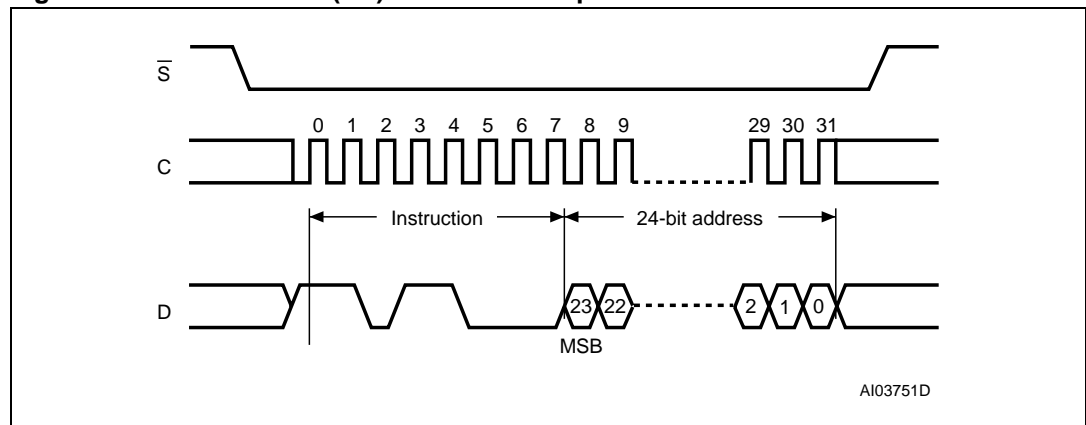 S
0 1 2 3 4 5 6 7 8 9 29 30 31
C
Instruction 24-bit address
D 23 22 2 1 0
MSB
AI03751D